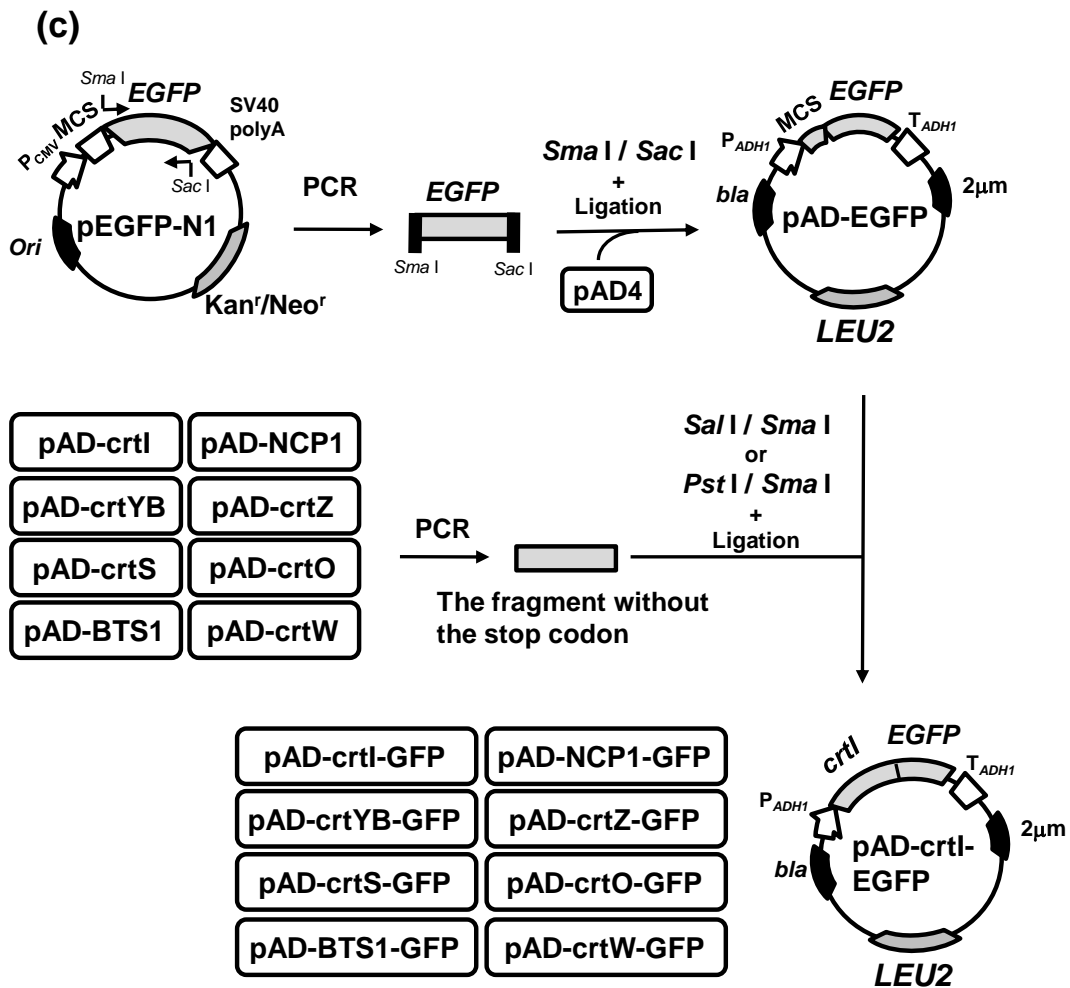 (c)
Sma I
EGFP
SV40
polyA
PCMV
MCS
Sac I
pEGFP-N1
Ori
Kanr/Neor
PCR
EGFP
Sma I
Sac I
Sma I / Sac I
+
Ligation
pAD4
MCS
EGFP
PADH1
TADH1
bla
2μm
pAD-EGFP
LEU2
pAD-crtI
pAD-NCP1
pAD-crtYB
pAD-crtZ
pAD-crtS
pAD-crtO
pAD-BTS1
pAD-crtW
PCR
The fragment without
the stop codon
Sal I / Sma I
or
Pst I / Sma I
+
Ligation
pAD-crtI-GFP
pAD-NCP1-GFP
pAD-crtYB-GFP
pAD-crtZ-GFP
pAD-crtS-GFP
pAD-crtO-GFP
pAD-BTS1-GFP
pAD-crtW-GFP
crtI
EGFP
PADH1
TADH1
2μm
bla
pAD-crtI-
EGFP
LEU2